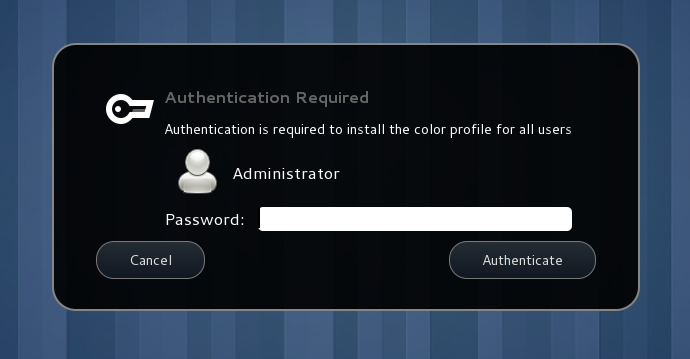 Authentication Required
Authentication is required to install the color profile for all users
Administrator
Password:
Cancel
Authenticate